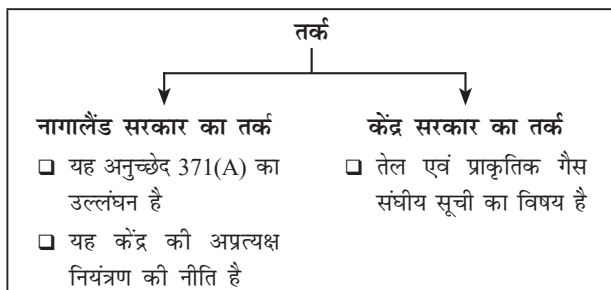 तर्क
नागालैंड सरकार का तर्क
❑ यह अनुच्छेद 371(A) का
उल्लंघन है
❑ यह केंद्र की अप्रत्यक्ष
नियंत्रण की नीति है
केंद्र सरकार का तर्क
❑ तेल एवं प्राकृतिक गैस
संघीय सूची का विषय है